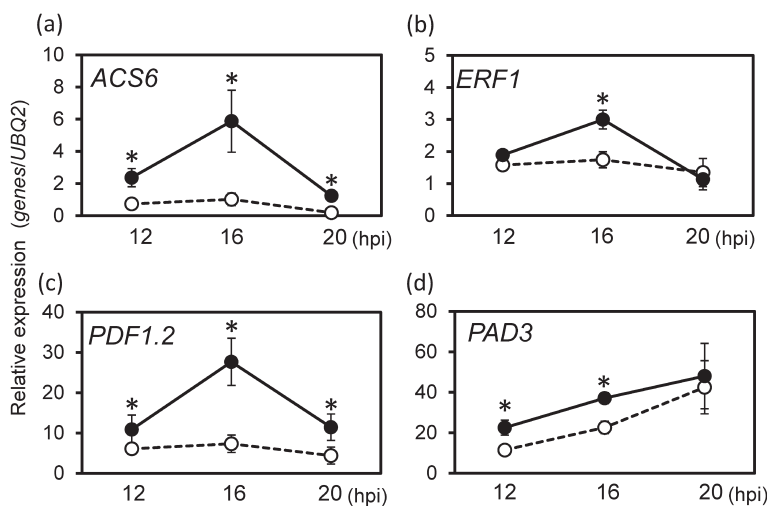 (a)
(b)
Relative expression (genes/UBQ2)
10
8
6
4
2
0
ACS6
*
*
*
12 16 20 (hpi)
5
4
3
2
1
0
ERF1
*
12 16 20 (hpi)
(c)
(d)
40
30
20
10
0
PDF1.2
*
*
*
12 16 20 (hpi)
80
60
40
20
0
PAD3
*
*
12 16 20 (hpi)